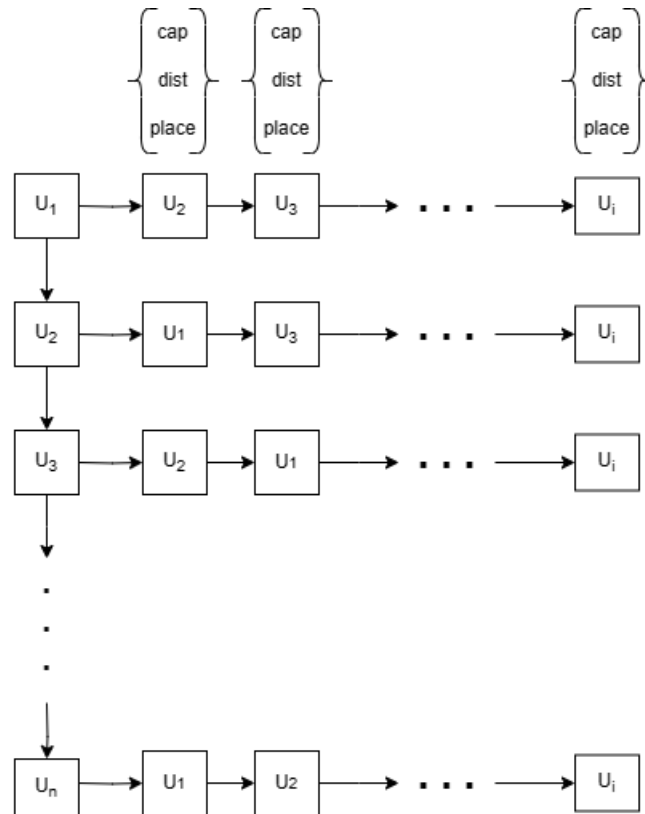 cap cap cap
dist dist dist
place place place
U₁ U₂ U₃ . . . Uᵢ
U₂ U₁ U₃ . . . Uᵢ
U₃ U₂ U₁ . . . Uᵢ
.
.
.
Uₙ U₁ U₂ . . . Uᵢ